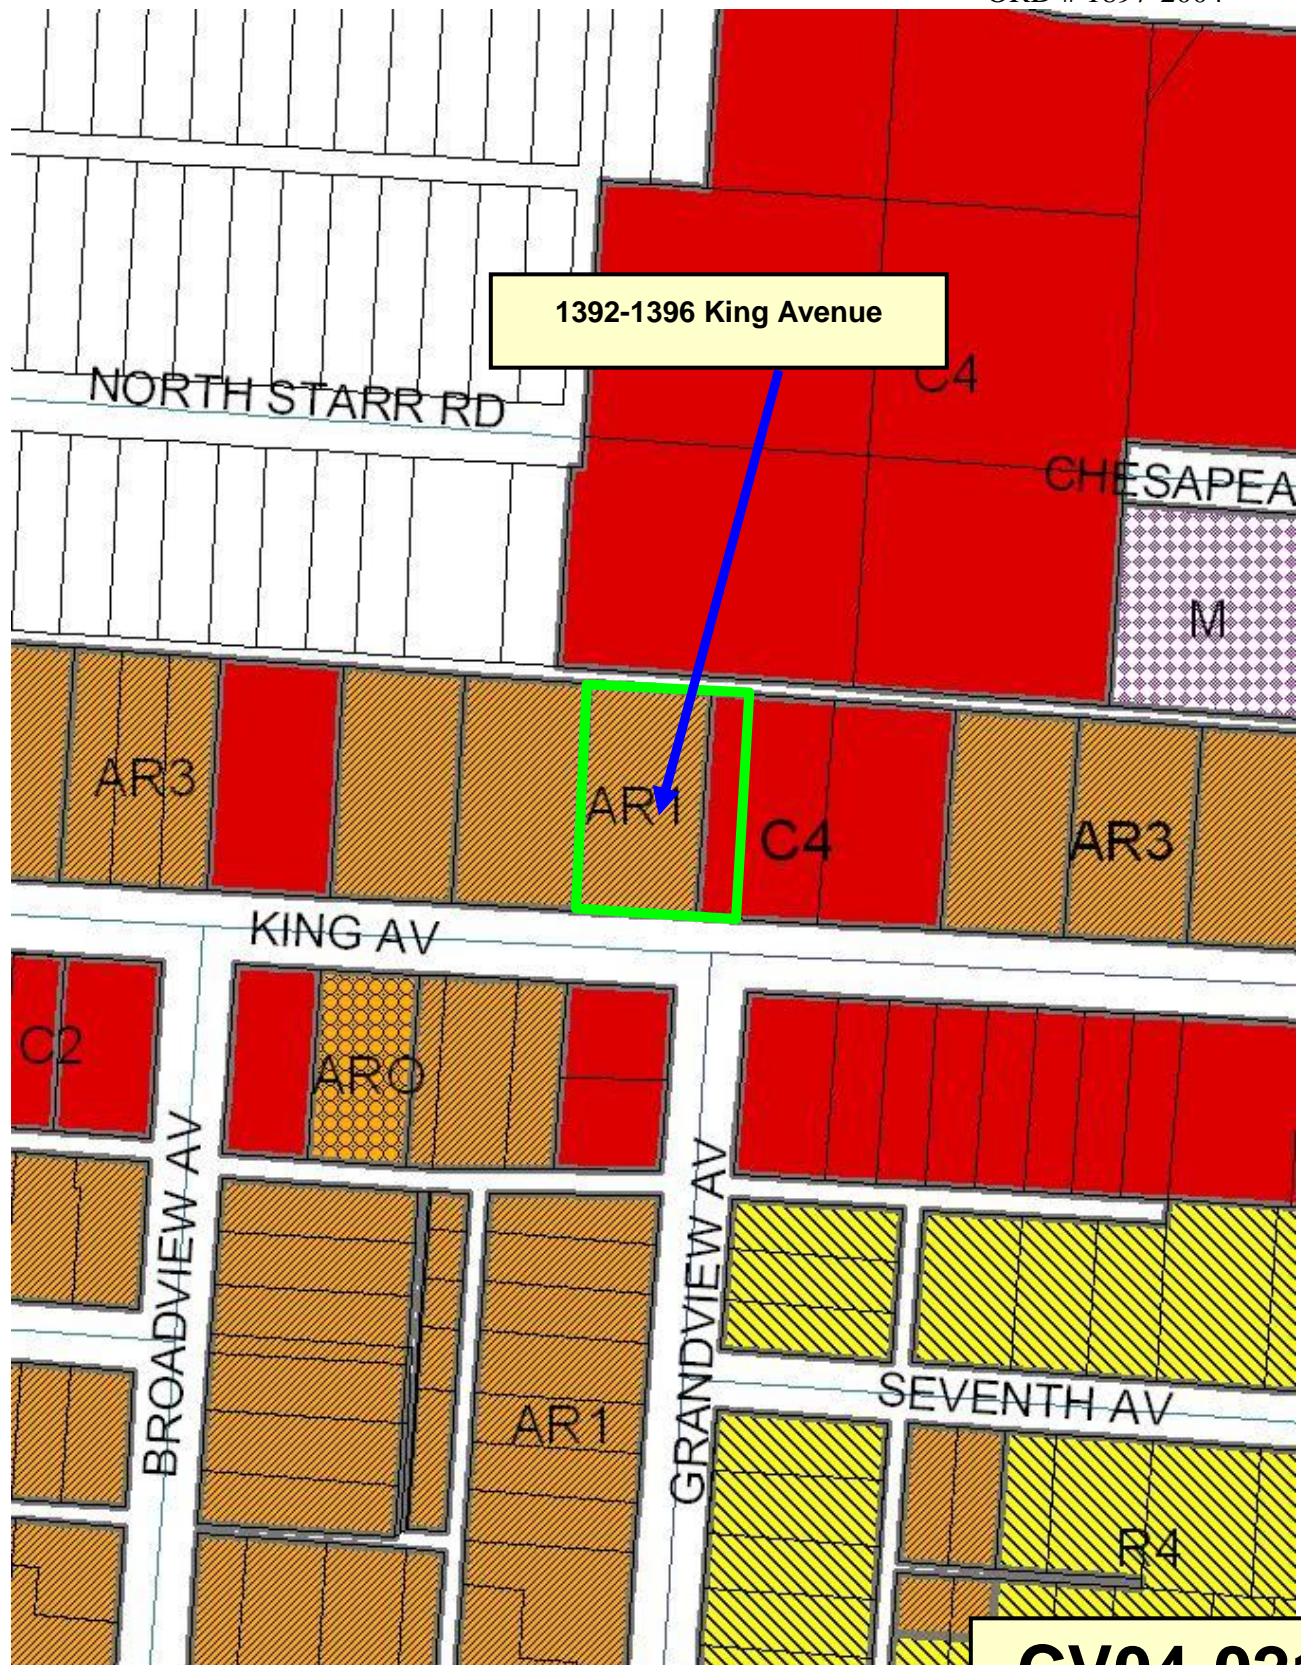 1392-1396 King Avenue
C4
NORTH STARR RD
CHESAPEA
M
AR3
AR1
C4
AR3
KING AV
C2
ARO
BROADVIEW AV
GRANDVIEW AV
SEVENTH AV
AR1
R4